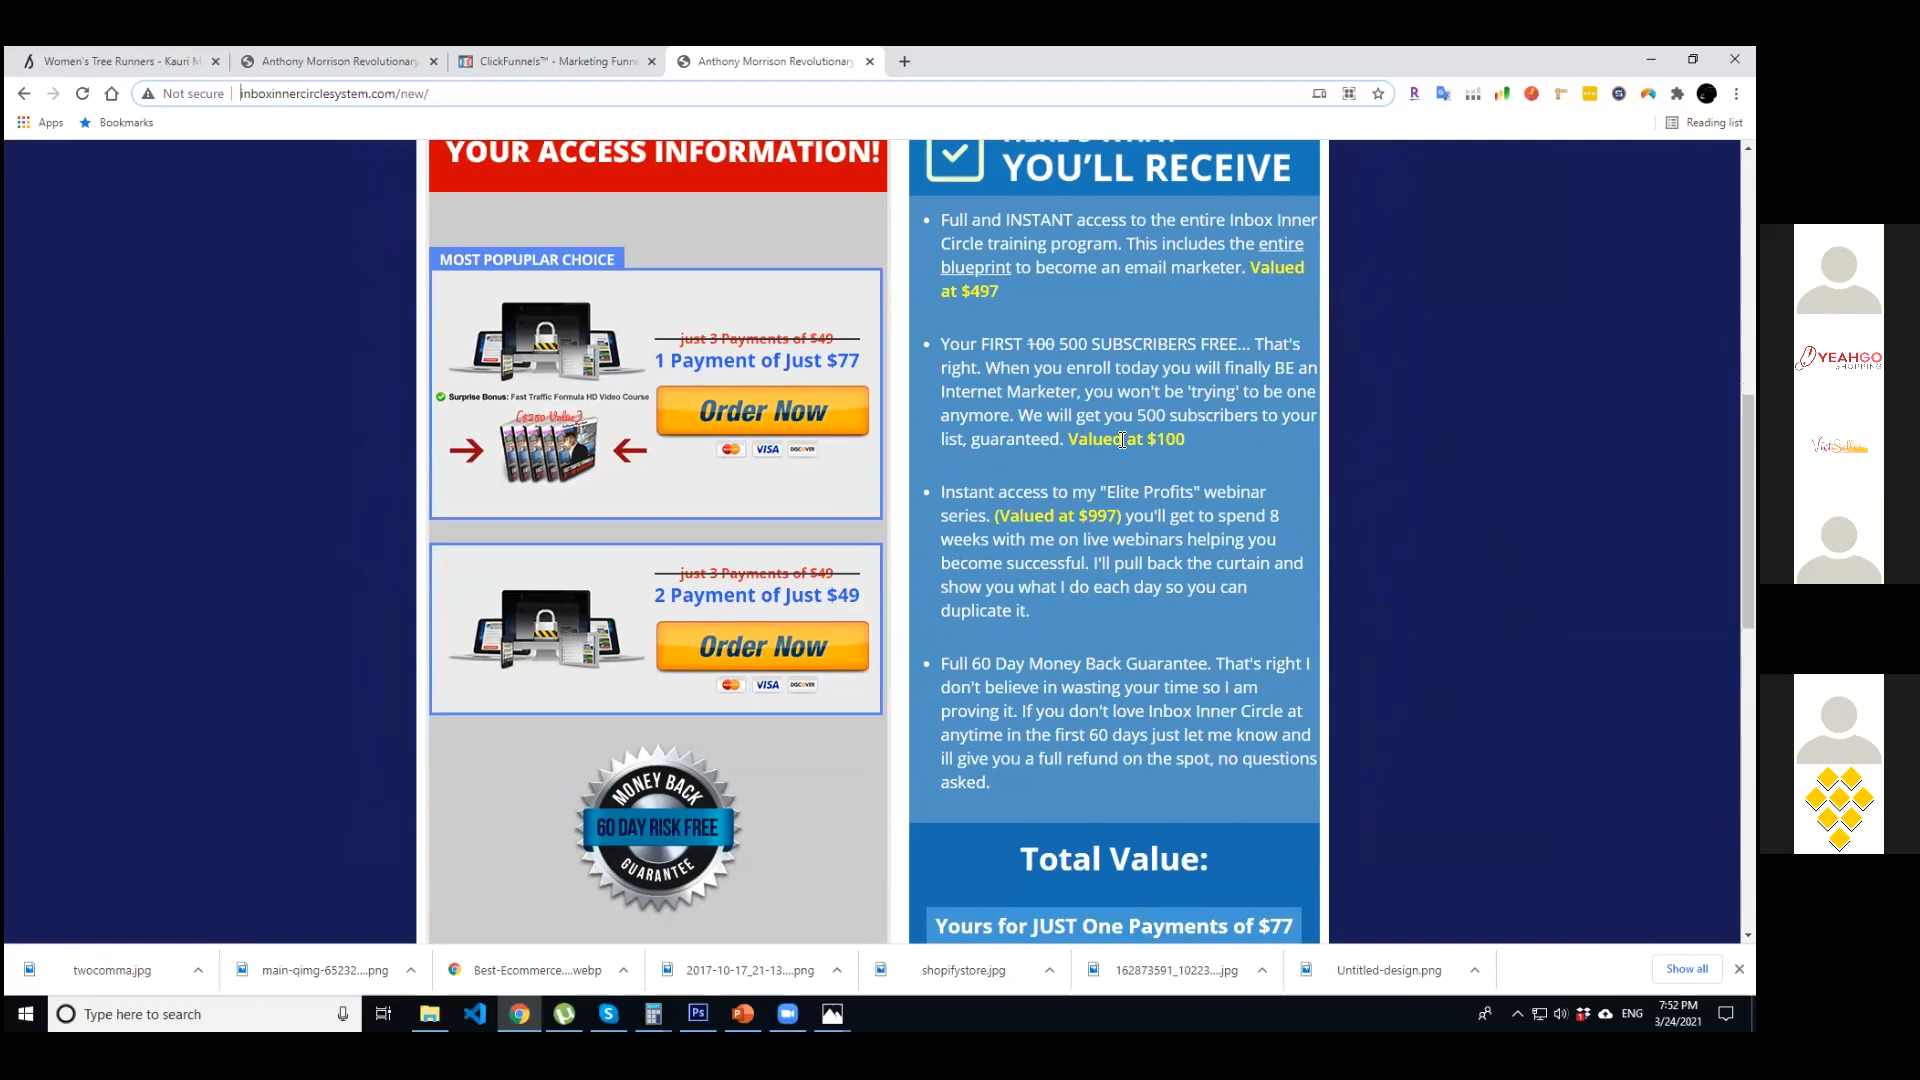 Women's Tree Runners - Kauri M
Anthony Morrison Revolutionary
ClickFunnels™ - Marketing Funne
Anthony Morrison Revolutionary
Not secure
inboxinnercirclesystem.com/new/
Apps
Bookmarks
Reading list
YOUR ACCESS INFORMATION!
MOST POPUPLAR CHOICE
just 3 Payments of $49
1 Payment of Just $77
Surprise Bonus: Fast Traffic Formula HD Video Course
Order Now
VISA
DISCOVER
just 3 Payments of $49
2 Payment of Just $49
Order Now
VISA
DISCOVER
MONEY BACK
60 DAY RISK FREE
GUARANTEE
YOU'LL RECEIVE
• Full and INSTANT access to the entire Inbox Inner
Circle training program. This includes the entire
blueprint to become an email marketer. Valued
at $497
• Your FIRST 100 500 SUBSCRIBERS FREE... That's
right. When you enroll today you will finally BE an
Internet Marketer, you won't be 'trying' to be one
anymore. We will get you 500 subscribers to your
list, guaranteed. Valued at $100
• Instant access to my "Elite Profits" webinar
series. (Valued at $997) you'll get to spend 8
weeks with me on live webinars helping you
become successful. I'll pull back the curtain and
show you what I do each day so you can
duplicate it.
• Full 60 Day Money Back Guarantee. That's right I
don't believe in wasting your time so I am
proving it. If you don't love Inbox Inner Circle at
anytime in the first 60 days just let me know and
ill give you a full refund on the spot, no questions
asked.
Total Value:
Yours for JUST One Payments of $77
YEAHGO
SHOPPING
twocomma.jpg
main-qimg-65232....png
Best-Ecommerce....webp
2017-10-17_21-13....png
shopifystore.jpg
162873591_10223....jpg
Untitled-design.png
Show all
Type here to search
ENG
7:52 PM
3/24/2021